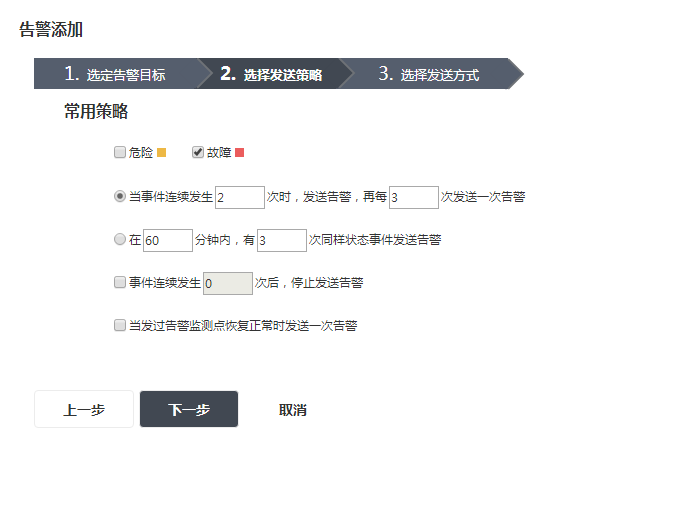 告警添加
1. 选定告警目标 2. 选择发送策略 3. 选择发送方式
常用策略
危险 故障
当事件连续发生 2 次时，发送告警，再每 3 次发送一次告警
在 60 分钟内，有 3 次同样状态事件发送告警
事件连续发生 0 次后，停止发送告警
当发过告警监测点恢复正常时发送一次告警
上一步 下一步 取消